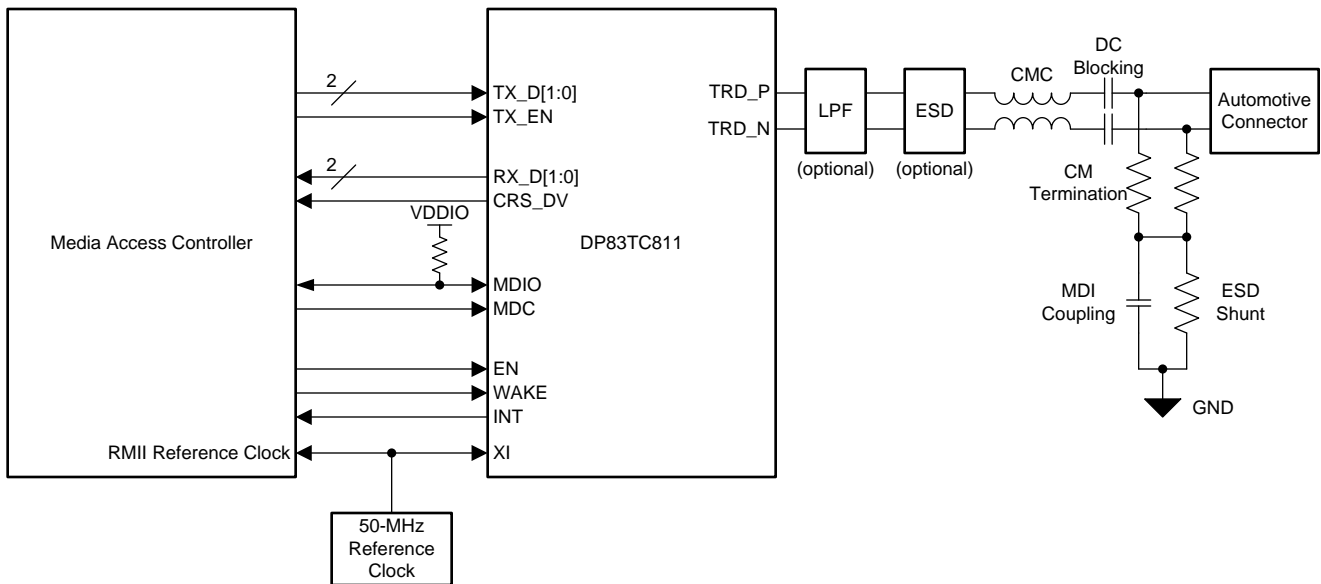 Media Access Controller
RMII Reference Clock
2
2
VDDIO
50-MHz
Reference
Clock
TX_D[1:0]
TX_EN
RX_D[1:0]
CRS_DV
MDIO
MDC
EN
WAKE
INT
XI
DP83TC811
TRD_P
TRD_N
LPF
(optional)
ESD
(optional)
CMC
DC
Blocking
Automotive
Connector
CM
Termination
MDI
Coupling
ESD
Shunt
GND